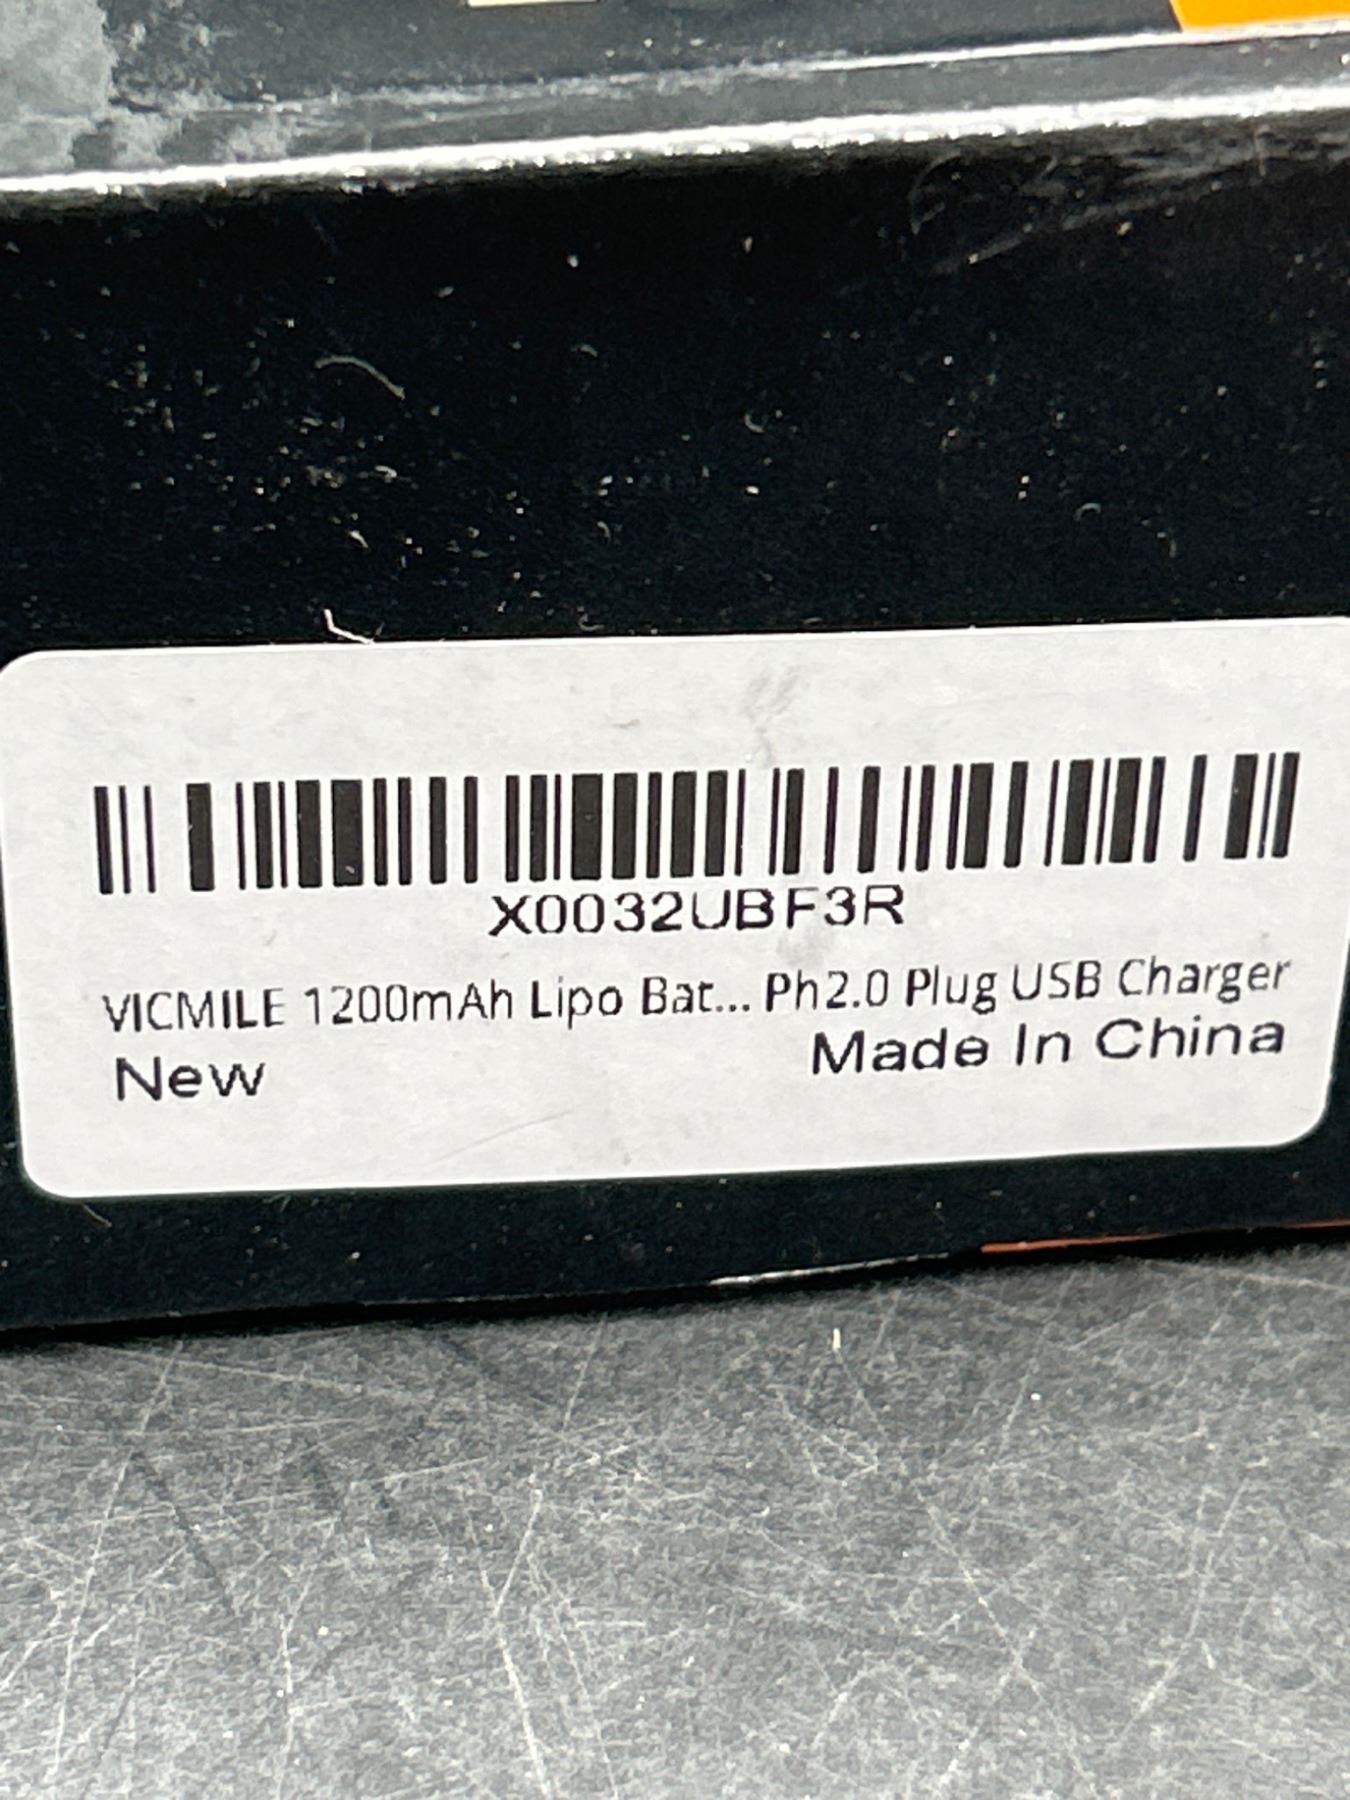 X0032UBF3R
VICMILE 1200mAh Lipo Bat... Ph2.0 Plug USB Charger
New
Made In China